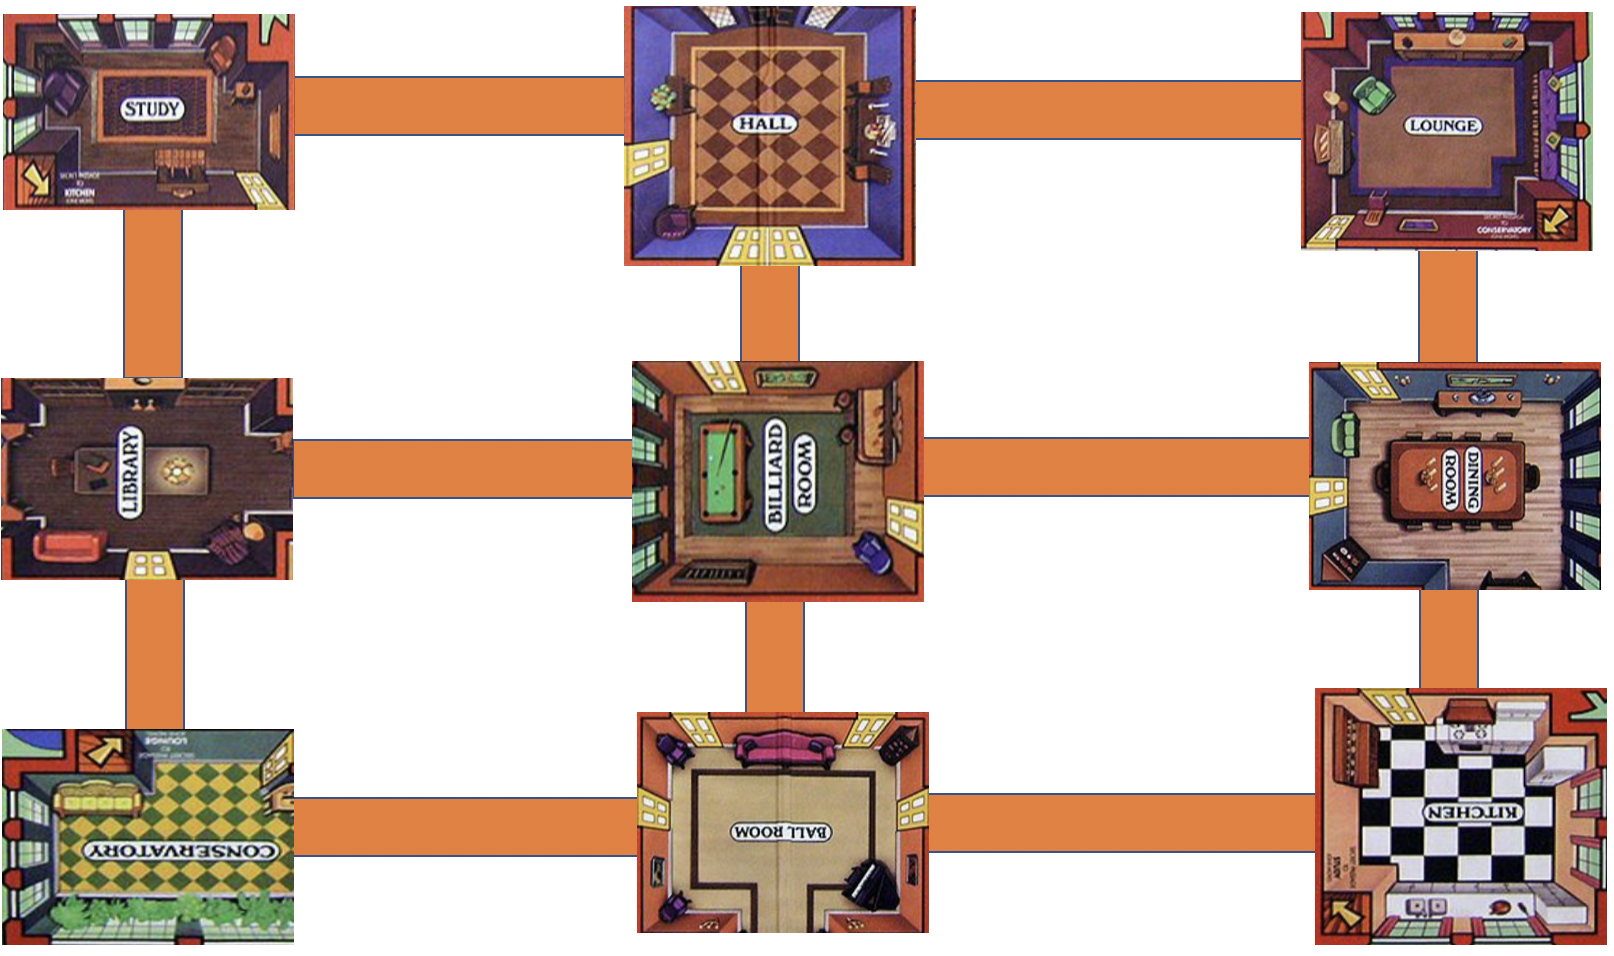 STUDY
SECRET PASSAGE
TO
KITCHEN
HALL
LOUNGE
SECRET PASSAGE
TO
CONSERVATORY
LIBRARY
BILLIARD
ROOM
DINING
ROOM
LOUNGE
TO
SECRET PASSAGE
CONSERVATORY
BALL ROOM
KITCHEN
SECRET PASSAGE
TO
STUDY